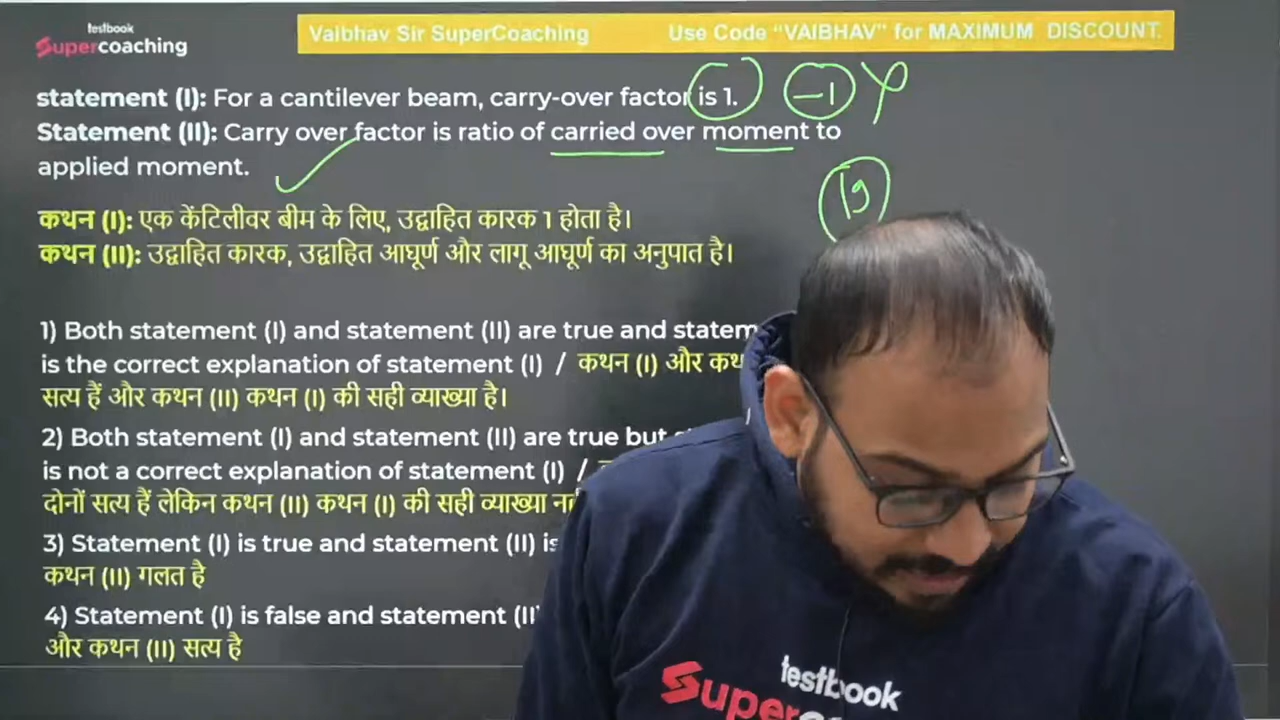 testbook
Supercoaching
Vaibhav Sir SuperCoaching Use Code “VAIBHAV” for MAXIMUM DISCOUNT.
statement (I): For a cantilever beam, carry-over factor is 1. -1
Statement (II): Carry over factor is ratio of carried over moment to
applied moment.
19
कथन (I): एक केंटिलीवर बीम के लिए, उद्वाहित कारक 1 होता है।
कथन (II): उद्वाहित कारक, उद्वाहित आघूर्ण और लागू आघूर्ण का अनुपात है।
1) Both statement (I) and statement (II) are true and
is the correct explanation of statement (I) / कथन (I) और
सत्य हैं और कथन (II) कथन (I) की सही व्याख्या है।
2) Both statement (I) and statement (II) are true but
is not a correct explanation of statement (I) /
दोनों सत्य हैं लेकिन कथन (II) कथन (I) की सही व्याख्या
3) Statement (I) is true and statement (II)
कथन (II) गलत है
4) Statement (I) is false and statement (II
और कथन (II) सत्य है
testbook
Super